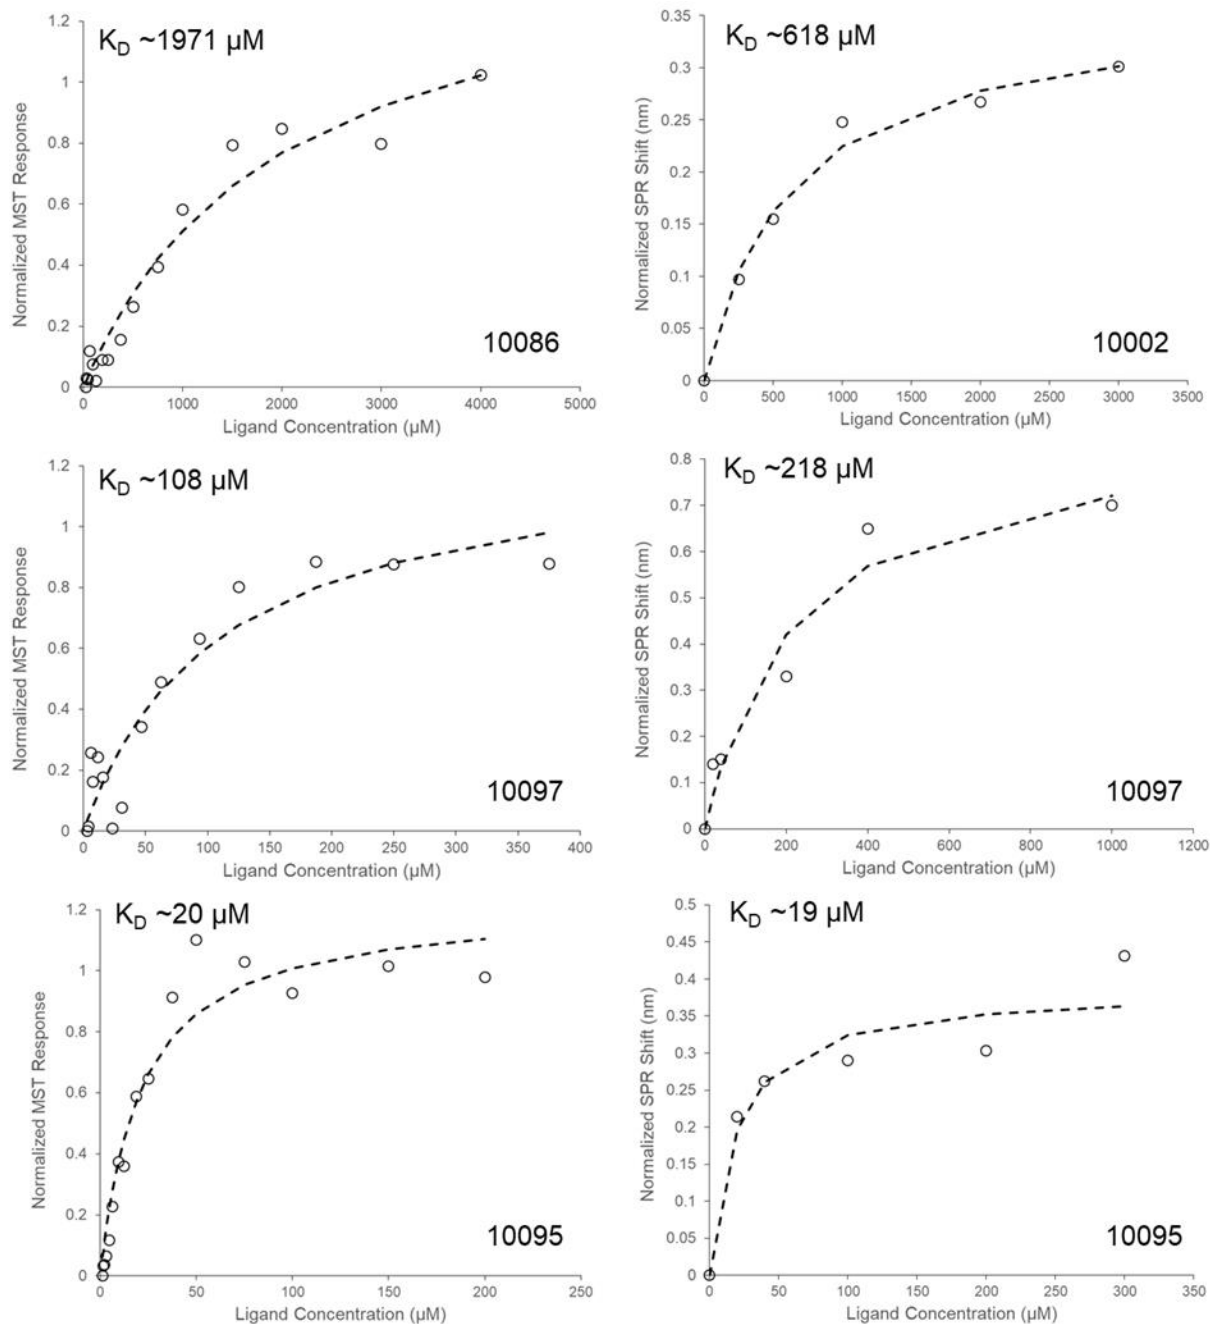 K_D ~1971 µM
Normalized MST Response
1.2
1
0.8
0.6
0.4
0.2
0
10086
0 1000 2000 3000 4000 5000
Ligand Concentration (µM)
K_D ~618 µM
Normalized SPR Shift (nm)
0.35
0.3
0.25
0.2
0.15
0.1
0.05
0
10002
0 500 1000 1500 2000 2500 3000 3500
Ligand Concentration (µM)
K_D ~108 µM
Normalized MST Response
1.2
1
0.8
0.6
0.4
0.2
0
10097
0 50 100 150 200 250 300 350 400
Ligand Concentration (µM)
K_D ~218 µM
Normalized SPR Shift (nm)
0.8
0.7
0.6
0.5
0.4
0.3
0.2
0.1
0
10097
0 200 400 600 800 1000 1200
Ligand Concentration (µM)
K_D ~20 µM
Normalized MST Response
1.2
1
0.8
0.6
0.4
0.2
0
10095
0 50 100 150 200 250
Ligand Concentration (µM)
K_D ~19 µM
Normalized SPR Shift (nm)
0.5
0.45
0.4
0.35
0.3
0.25
0.2
0.15
0.1
0.05
0
10095
0 50 100 150 200 250 300 350
Ligand Concentration (µM)